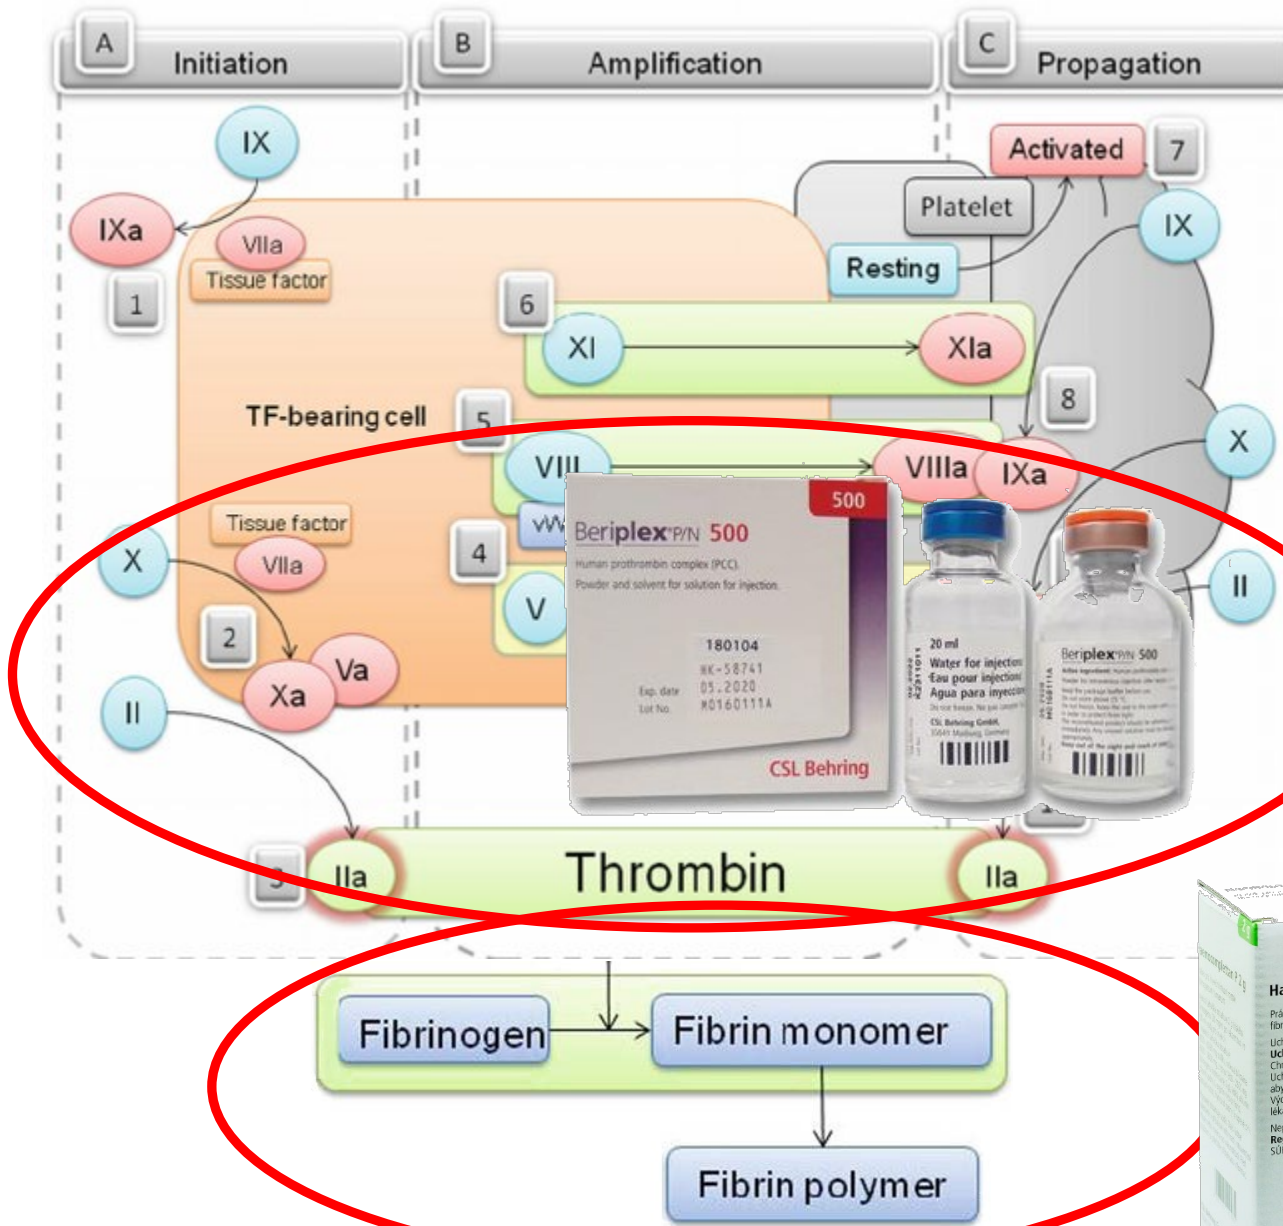 A
Initiation
B
Amplification
C
Propagation
IX
Activated
7
Platelet
IX
IXa
VIIa
Tissue factor
Resting
1
6
XI
XIa
TF-bearing cell
5
8
VIII
VIIIa
IXa
X
Tissue factor
vW
X
VIIa
4
V
II
2
Va
Xa
II
500
Beriplex® P/N 500
Human prothrombin complex (PCC).
Powder and solvent for solution for injection.
180104
HK-58741
Exp. date 05.2020
Lot No. M0160111A
CSL Behring
20 ml
Water for injection
Eau pour injection
Agua para inyecc
CSL Behring GmbH,
Beriplex® P/N 500
3
IIa
Thrombin
IIa
Fibrinogen
Fibrin monomer
Fibrin polymer